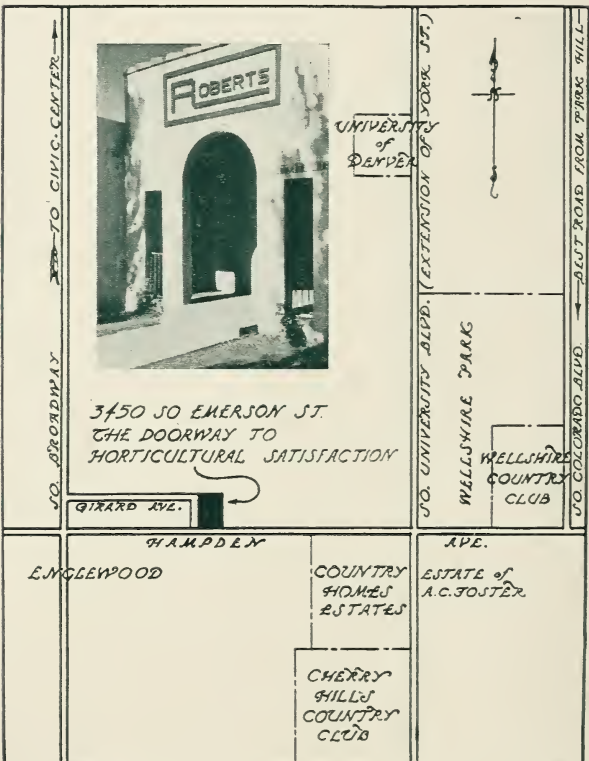 ROBERTS
SO. BROADWAY
TO CIVIC CENTER
UNIVERSITY
of
DENVER
SO. UNIVERSITY BLVD. (EXTENSION OF YORK ST.)
WELLSHIRE PARK
WELLSHIRE
COUNTRY
CLUB
SO. COLORADO BLVD.
BEST ROAD FROM PARK HILL
3450 SO EMERSON ST.
THE DOORWAY TO
HORTICULTURAL SATISFACTION
GIRARD AVE.
HAMPDEN AVE.
ENGLEWOOD
COUNTRY
HOMES
ESTATES
ESTATE of
A.C. FOSTER
CHERRY
HILLS
COUNTRY
CLUB